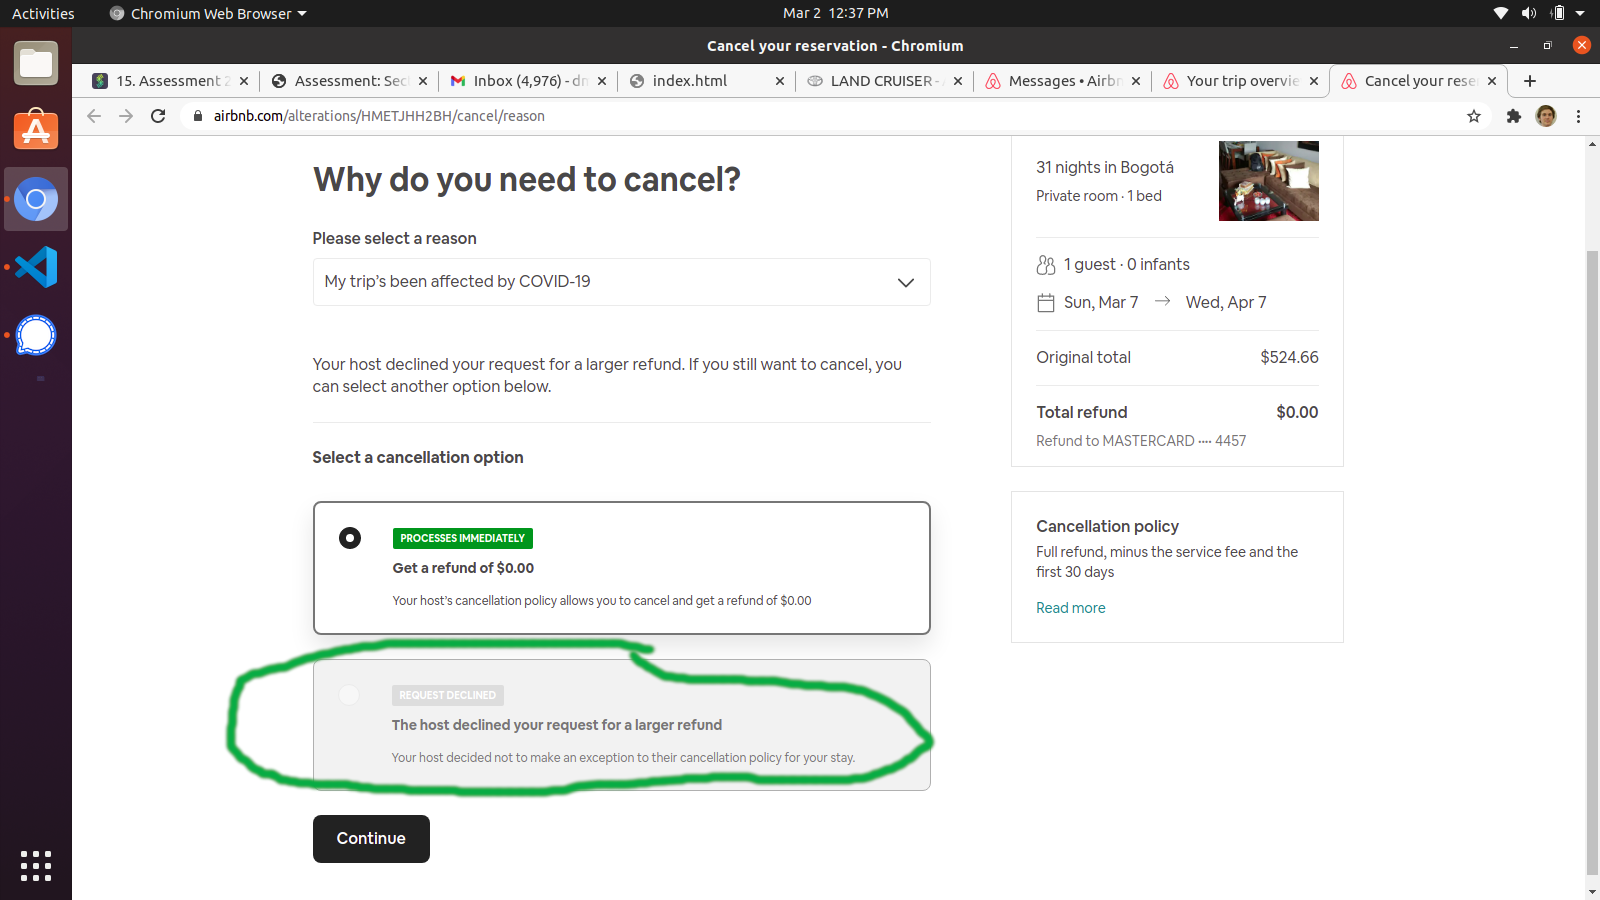 Activities
Chromium Web Browser
Mar 2 12:37 PM
Cancel your reservation - Chromium
15. Assessment 2
Assessment: Sec
Inbox (4,976) - dm
index.html
LAND CRUISER - A
Messages • Airbn
Your trip overvie
Cancel your rese
airbnb.com/alterations/HMETJHH2BH/cancel/reason
Why do you need to cancel?
Please select a reason
My trip's been affected by COVID-19
Your host declined your request for a larger refund. If you still want to cancel, you
can select another option below.
Select a cancellation option
PROCESSES IMMEDIATELY
Get a refund of $0.00
Your host's cancellation policy allows you to cancel and get a refund of $0.00
REQUEST DECLINED
The host declined your request for a larger refund
Your host decided not to make an exception to their cancellation policy for your stay.
Continue
31 nights in Bogotá
Private room · 1 bed
1 guest · 0 infants
Sun, Mar 7 → Wed, Apr 7
Original total $524.66
Total refund $0.00
Refund to MASTERCARD •••• 4457
Cancellation policy
Full refund, minus the service fee and the
first 30 days
Read more